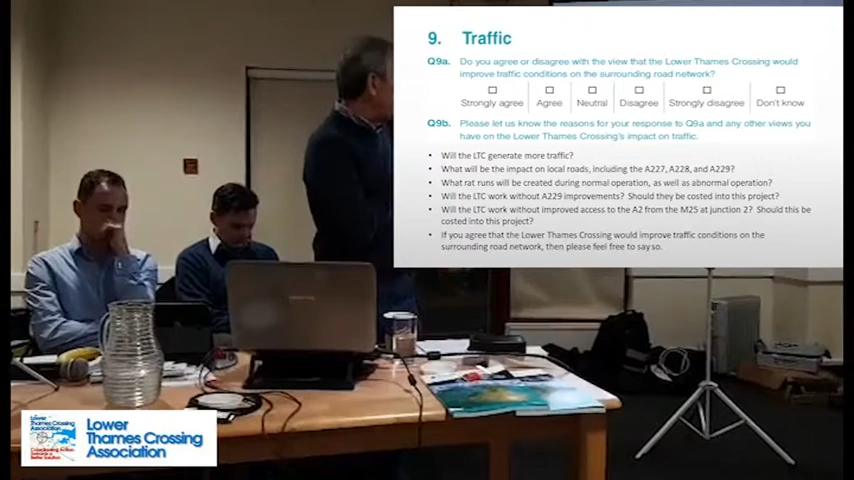 9. Traffic
Q9a. Do you agree or disagree with the view that the Lower Thames Crossing would
improve traffic conditions on the surrounding road network?
Strongly agree Agree Neutral Disagree Strongly disagree Don't know
Q9b. Please let us know the reasons for your response to Q9a and any other views you
have on the Lower Thames Crossing's impact on traffic.
• Will the LTC generate more traffic?
• What will be the impact on local roads, including the A227, A228, and A229?
• What rat runs will be created during normal operation, as well as abnormal operation?
• Will the LTC work without A229 improvements? Should they be costed into this project?
• Will the LTC work without improved access to the A2 from the M25 at junction 2? Should this be
costed into this project?
• If you agree that the Lower Thames Crossing would improve traffic conditions on the
surrounding road network, then please feel free to say so.
Lower
Thames Crossing
Association
Lower
Thames Crossing
Association